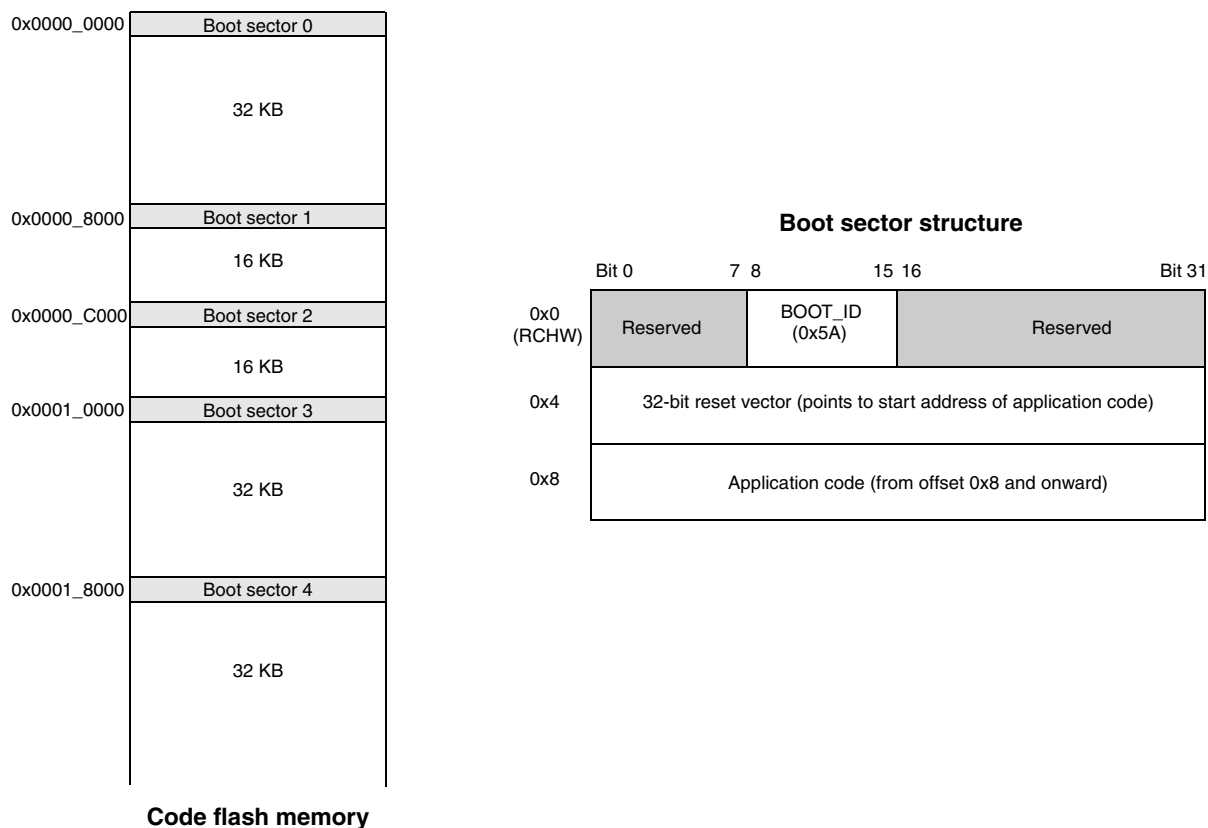 0x0000_0000
Boot sector 0
32 KB
0x0000_8000
Boot sector 1
16 KB
0x0000_C000
Boot sector 2
16 KB
0x0001_0000
Boot sector 3
32 KB
0x0001_8000
Boot sector 4
32 KB
Code flash memory
Boot sector structure
Bit 0 7 8 15 16 Bit 31
0x0
(RCHW)
Reserved
BOOT_ID
(0x5A)
Reserved
0x4
32-bit reset vector (points to start address of application code)
0x8
Application code (from offset 0x8 and onward)